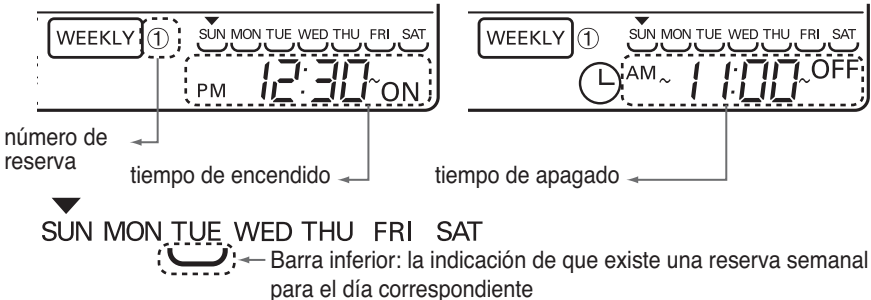 WEEKLY ① SUN MON TUE WED THU FRI SAT
PM 12:30~ON
WEEKLY ① SUN MON TUE WED THU FRI SAT
AM~ 11:00~OFF
número de
reserva
tiempo de encendido
tiempo de apagado
SUN MON TUE WED THU FRI SAT
Barra inferior: la indicación de que existe una reserva semanal
para el día correspondiente